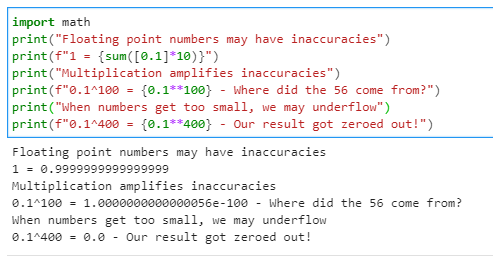 import math
print("Floating point numbers may have inaccuracies")
print(f"1 = {sum([0.1]*10)}")
print("Multiplication amplifies inaccuracies")
print(f"0.1^100 = {0.1**100} - Where did the 56 come from?")
print("When numbers get too small, we may underflow")
print(f"0.1^400 = {0.1**400} - Our result got zeroed out!")
Floating point numbers may have inaccuracies
1 = 0.9999999999999999
Multiplication amplifies inaccuracies
0.1^100 = 1.0000000000000056e-100 - Where did the 56 come from?
When numbers get too small, we may underflow
0.1^400 = 0.0 - Our result got zeroed out!